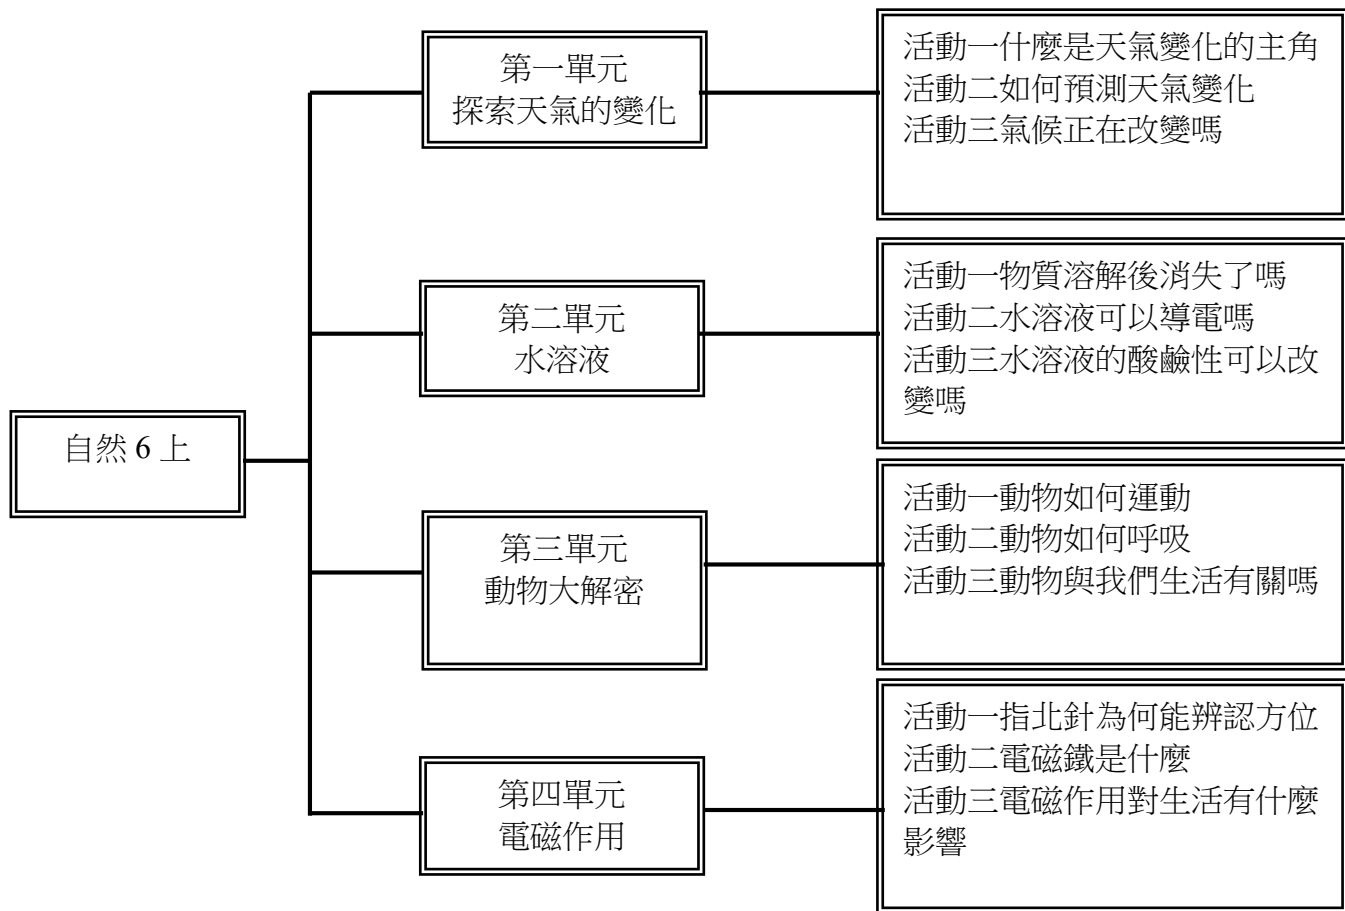 自然 6 上
第一單元
探索天氣的變化
活動一什麼是天氣變化的主角
活動二如何預測天氣變化
活動三氣候正在改變嗎
第二單元
水溶液
活動一物質溶解後消失了嗎
活動二水溶液可以導電嗎
活動三水溶液的酸鹼性可以改
變嗎
第三單元
動物大解密
活動一動物如何運動
活動二動物如何呼吸
活動三動物與我們生活有關嗎
第四單元
電磁作用
活動一指北針為何能辨認方位
活動二電磁鐵是什麼
活動三電磁作用對生活有什麼
影響